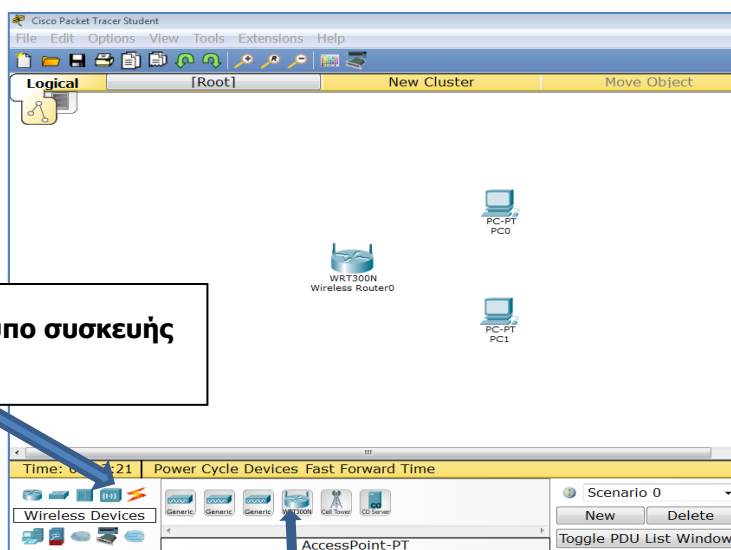 Cisco Packet Tracer Student
File Edit Options View Tools Extensions Help
Logical [Root] New Cluster Move Object
PC-PT
PC0
WRT300N
Wireless Router0
PC-PT
PC1
συσκευής
Time: 21 Power Cycle Devices Fast Forward Time
Wireless Devices
Generic Generic Generic WRT300N Cell Tower CO Server
AccessPoint-PT
Scenario 0
New Delete
Toggle PDU List Window